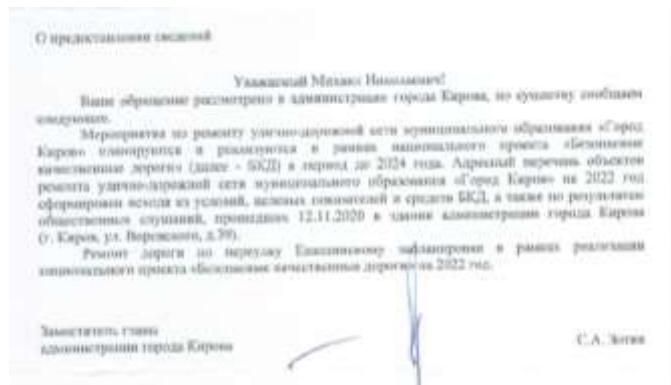 О предоставлении сведений
Уважаемый Михаил Николаевич!
Ваше обращение рассмотрено в администрации города Кирова, по существу сообщаем
следующее.
Мероприятия по ремонту улично-дорожной сети муниципального образования «Город
Киров» планируются и реализуются в рамках национального проекта «Безопасные
качественные дороги» (далее - БКД) в период до 2024 года. Адресный перечень объектов
ремонта улично-дорожной сети муниципального образования «Город Киров» на 2022 год
сформирован исходя из условий, целевых показателей и средств БКД, а также по результатам
общественных слушаний, прошедших 12.11.2020 в здании администрации города Кирова
(г. Киров, ул. Воровского, д.39).
Ремонт дороги по переулку запланирован в рамках реализации
национального проекта «Безопасные качественные дороги» на 2022 год.
Заместитель главы
администрации города Кирова
С.А.